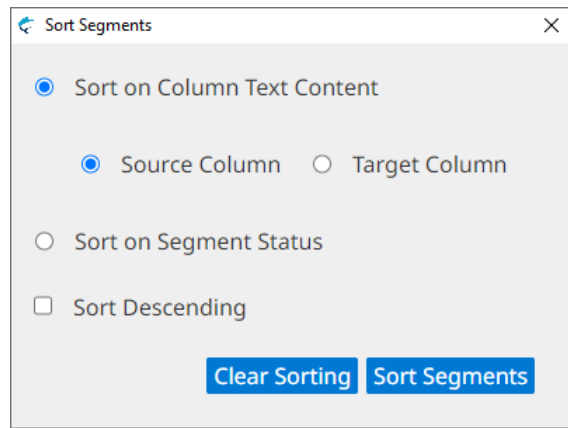 Sort Segments
Sort on Column Text Content
Source Column Target Column
Sort on Segment Status
Sort Descending
Clear Sorting Sort Segments